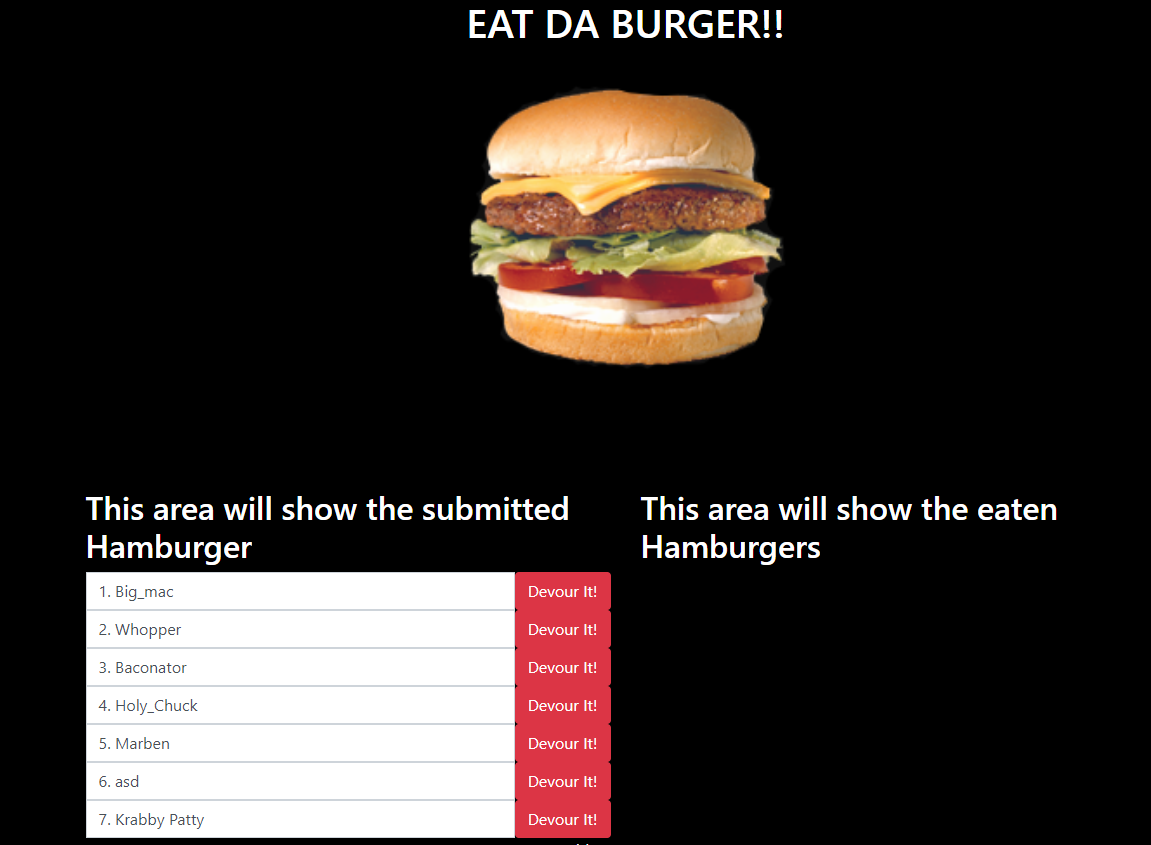 EAT DA BURGER!!
This area will show the submitted
Hamburger
1. Big_mac Devour It!
2. Whopper Devour It!
3. Baconator Devour It!
4. Holy_Chuck Devour It!
5. Marben Devour It!
6. asd Devour It!
7. Krabby Patty Devour It!
This area will show the eaten
Hamburgers